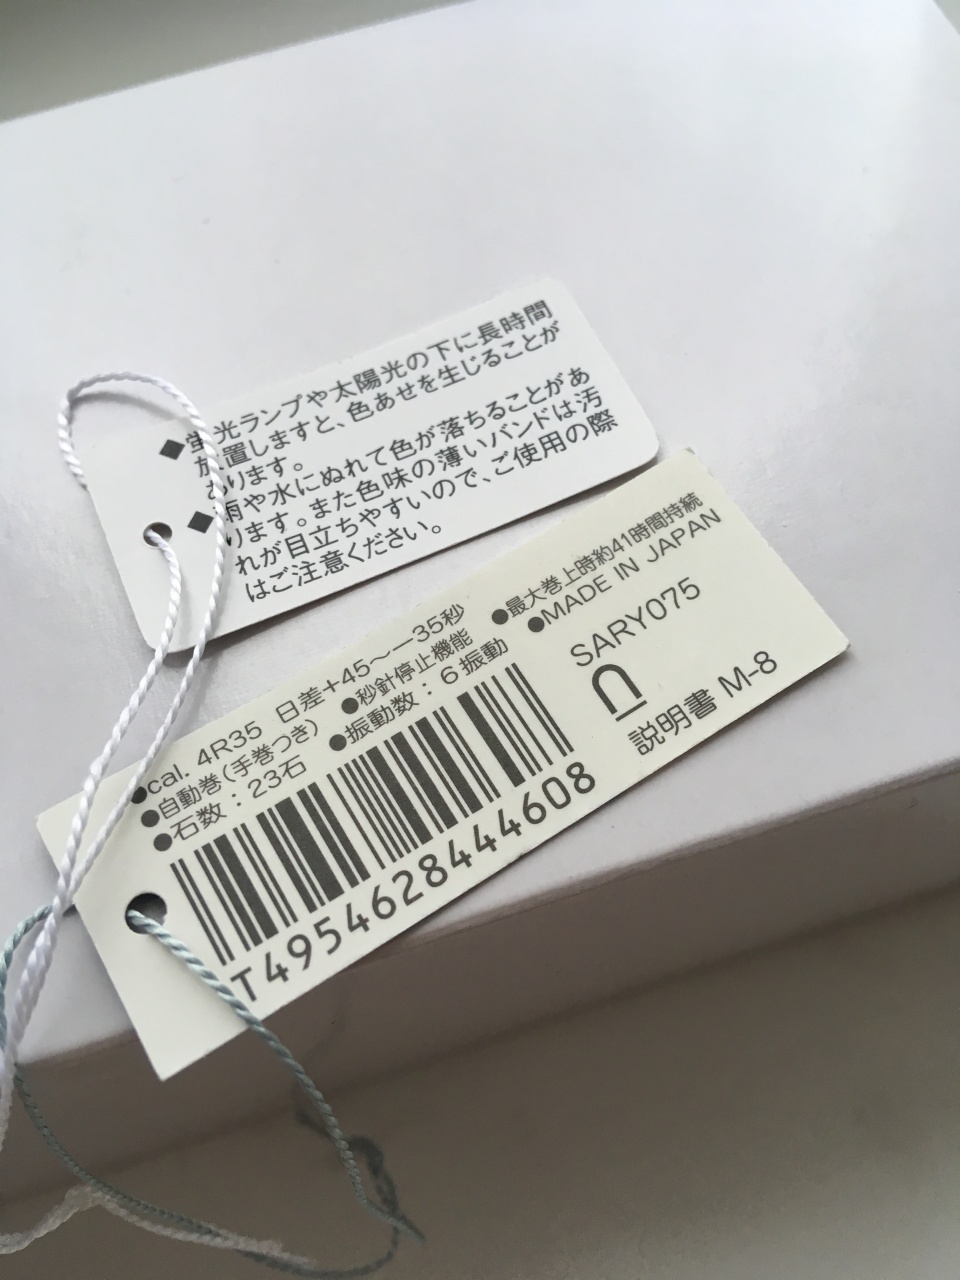 ◆蛍光ランプや太陽光の下に長時間
放置しますと、色あせを生じることが
あります。
◆雨や水にぬれて色が落ちることがあ
ります。また色味の薄いバンドは汚
れが目立ちやすいので、ご使用の際
はご注意ください。
●cal. 4R35 日差+45～－35秒
●自動巻(手巻つき) ●秒針停止機能 ●最大巻上時約41時間持続
●石数：23石 ●振動数：6振動 ●MADE IN JAPAN
SARY075
説明書 M-8
T4954628444608